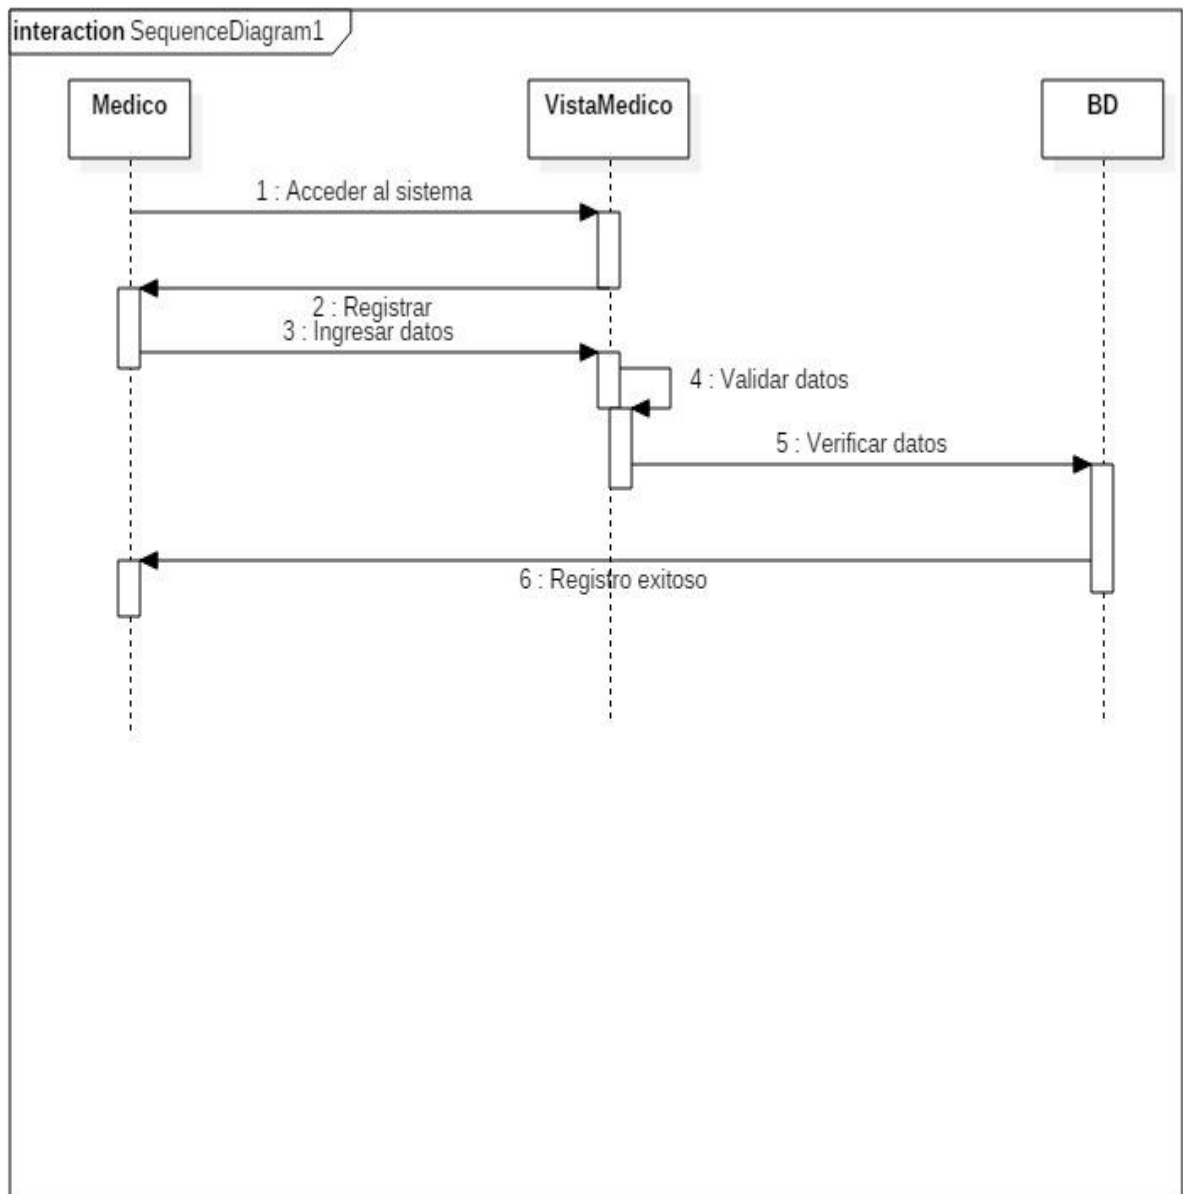 interaction SequenceDiagram1
Medico
VistaMedico
BD
1 : Acceder al sistema
2 : Registrar
3 : Ingresar datos
4 : Validar datos
5 : Verificar datos
6 : Registro exitoso